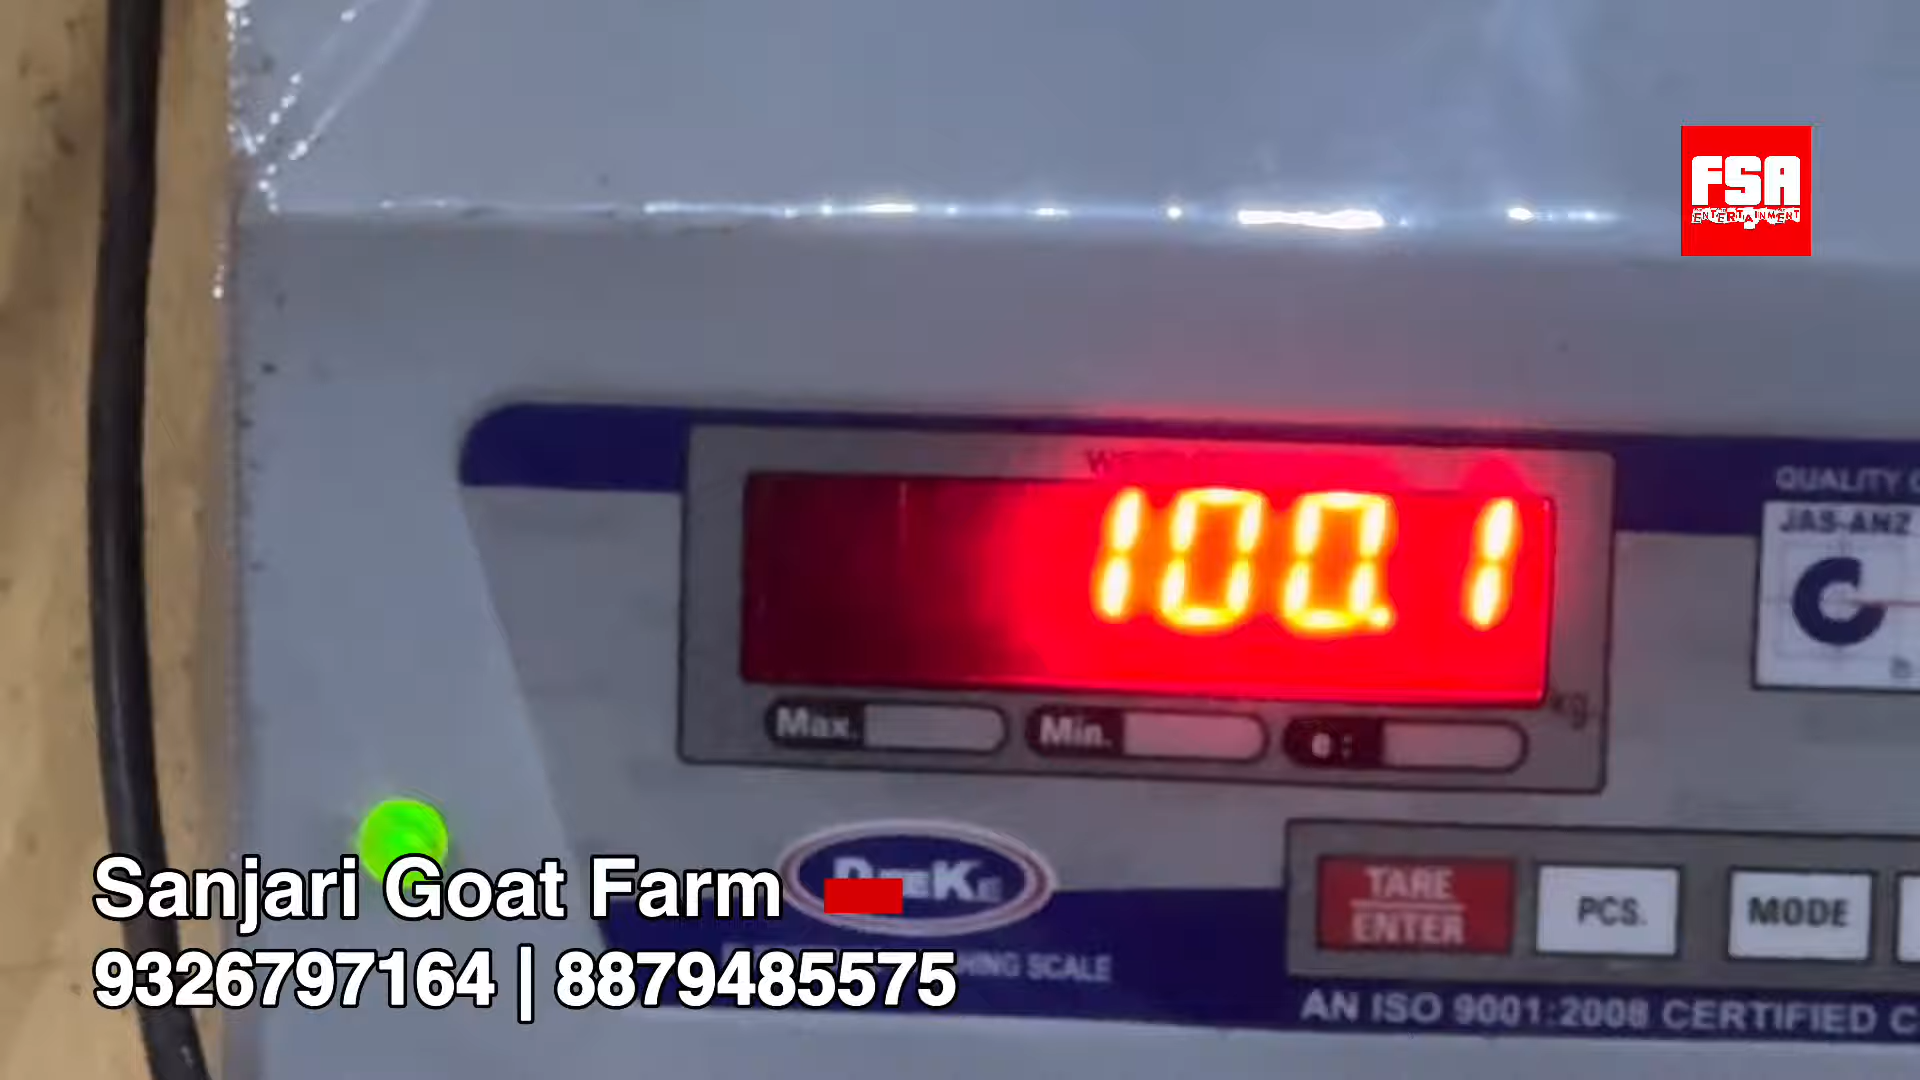 FSA
ENTERTAINMENT
100.1
kg.
Max.
Min.
e:
QUALITY
JAS-ANZ
TARE
ENTER
PCS.
MODE
SCALE
AN ISO 9001:2008 CERTIFIED C
Sanjari Goat Farm
9326797164 | 8879485575